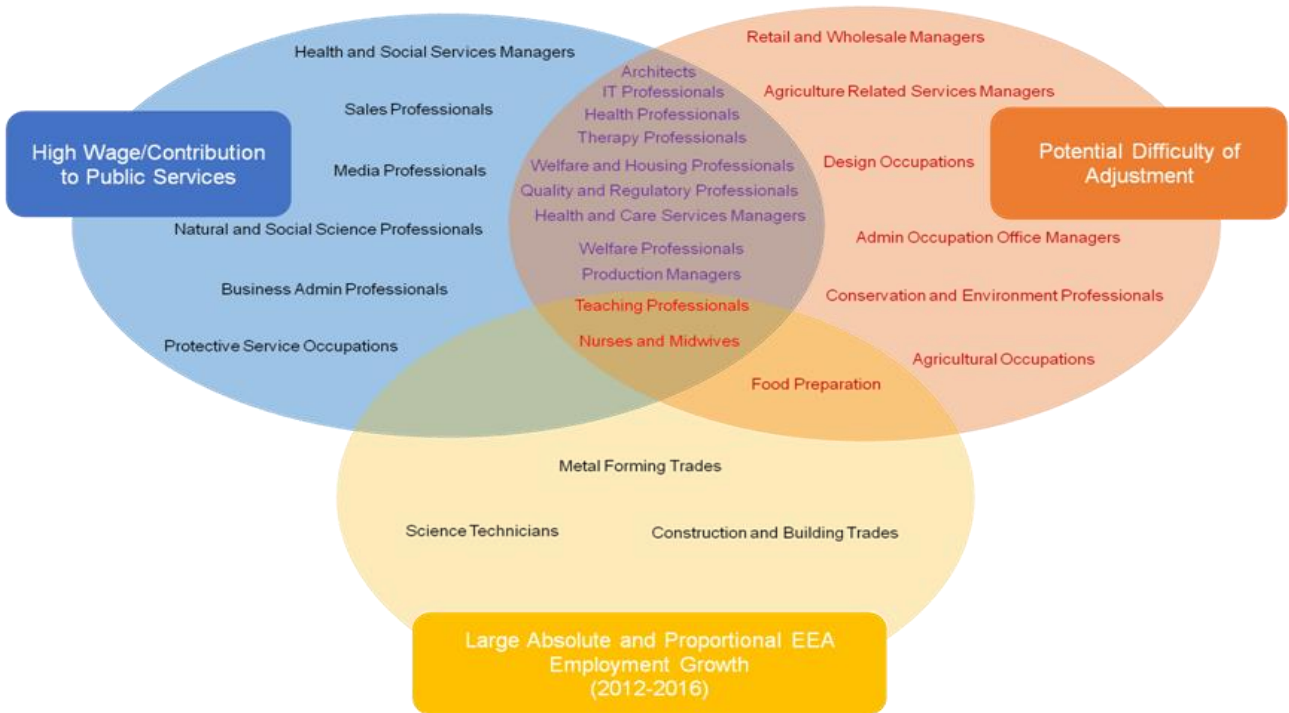 High Wage/Contribution
to Public Services
Health and Social Services Managers
Sales Professionals
Media Professionals
Natural and Social Science Professionals
Business Admin Professionals
Protective Service Occupations
Architects
IT Professionals
Health Professionals
Therapy Professionals
Welfare and Housing Professionals
Quality and Regulatory Professionals
Health and Care Services Managers
Welfare Professionals
Production Managers
Teaching Professionals
Nurses and Midwives
Retail and Wholesale Managers
Agriculture Related Services Managers
Design Occupations
Admin Occupation Office Managers
Conservation and Environment Professionals
Agricultural Occupations
Food Preparation
Potential Difficulty of
Adjustment
Metal Forming Trades
Science Technicians
Construction and Building Trades
Large Absolute and Proportional EEA
Employment Growth
(2012-2016)